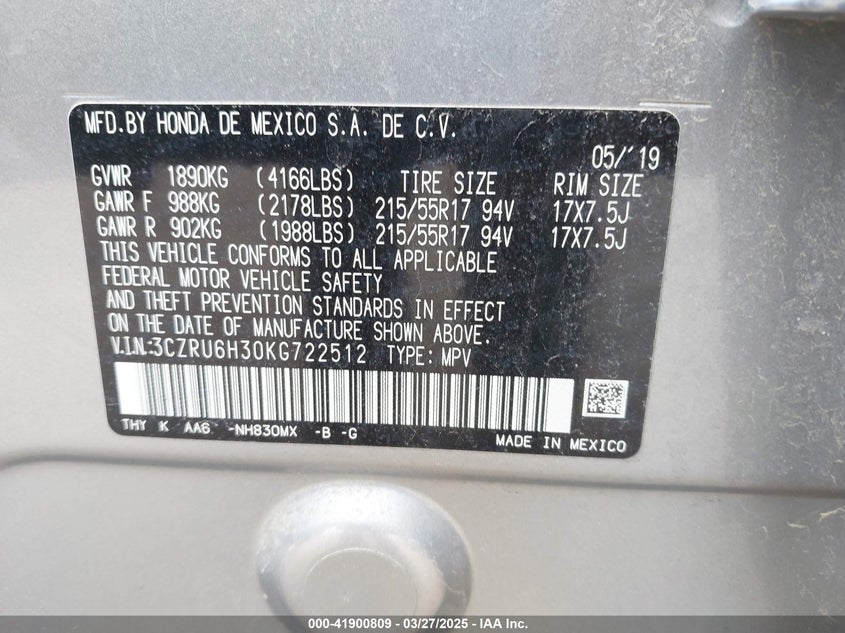 MFD.BY HONDA DE MEXICO S.A. DE C.V.
05/'19
GVWR 1890KG (4166LBS) TIRE SIZE RIM SIZE
GAWR F 988KG (2178LBS) 215/55R17 94V 17X7.5J
GAWR R 902KG (1988LBS) 215/55R17 94V 17X7.5J
THIS VEHICLE CONFORMS TO ALL APPLICABLE
FEDERAL MOTOR VEHICLE SAFETY
AND THEFT PREVENTION STANDARDS IN EFFECT
ON THE DATE OF MANUFACTURE SHOWN ABOVE.
V.I.N.:3CZRU6H30KG722512 TYPE: MPV
THY K AA6 -NH830MX -B -G
MADE IN MEXICO
000-41900809 - 03/27/2025 - IAA Inc.